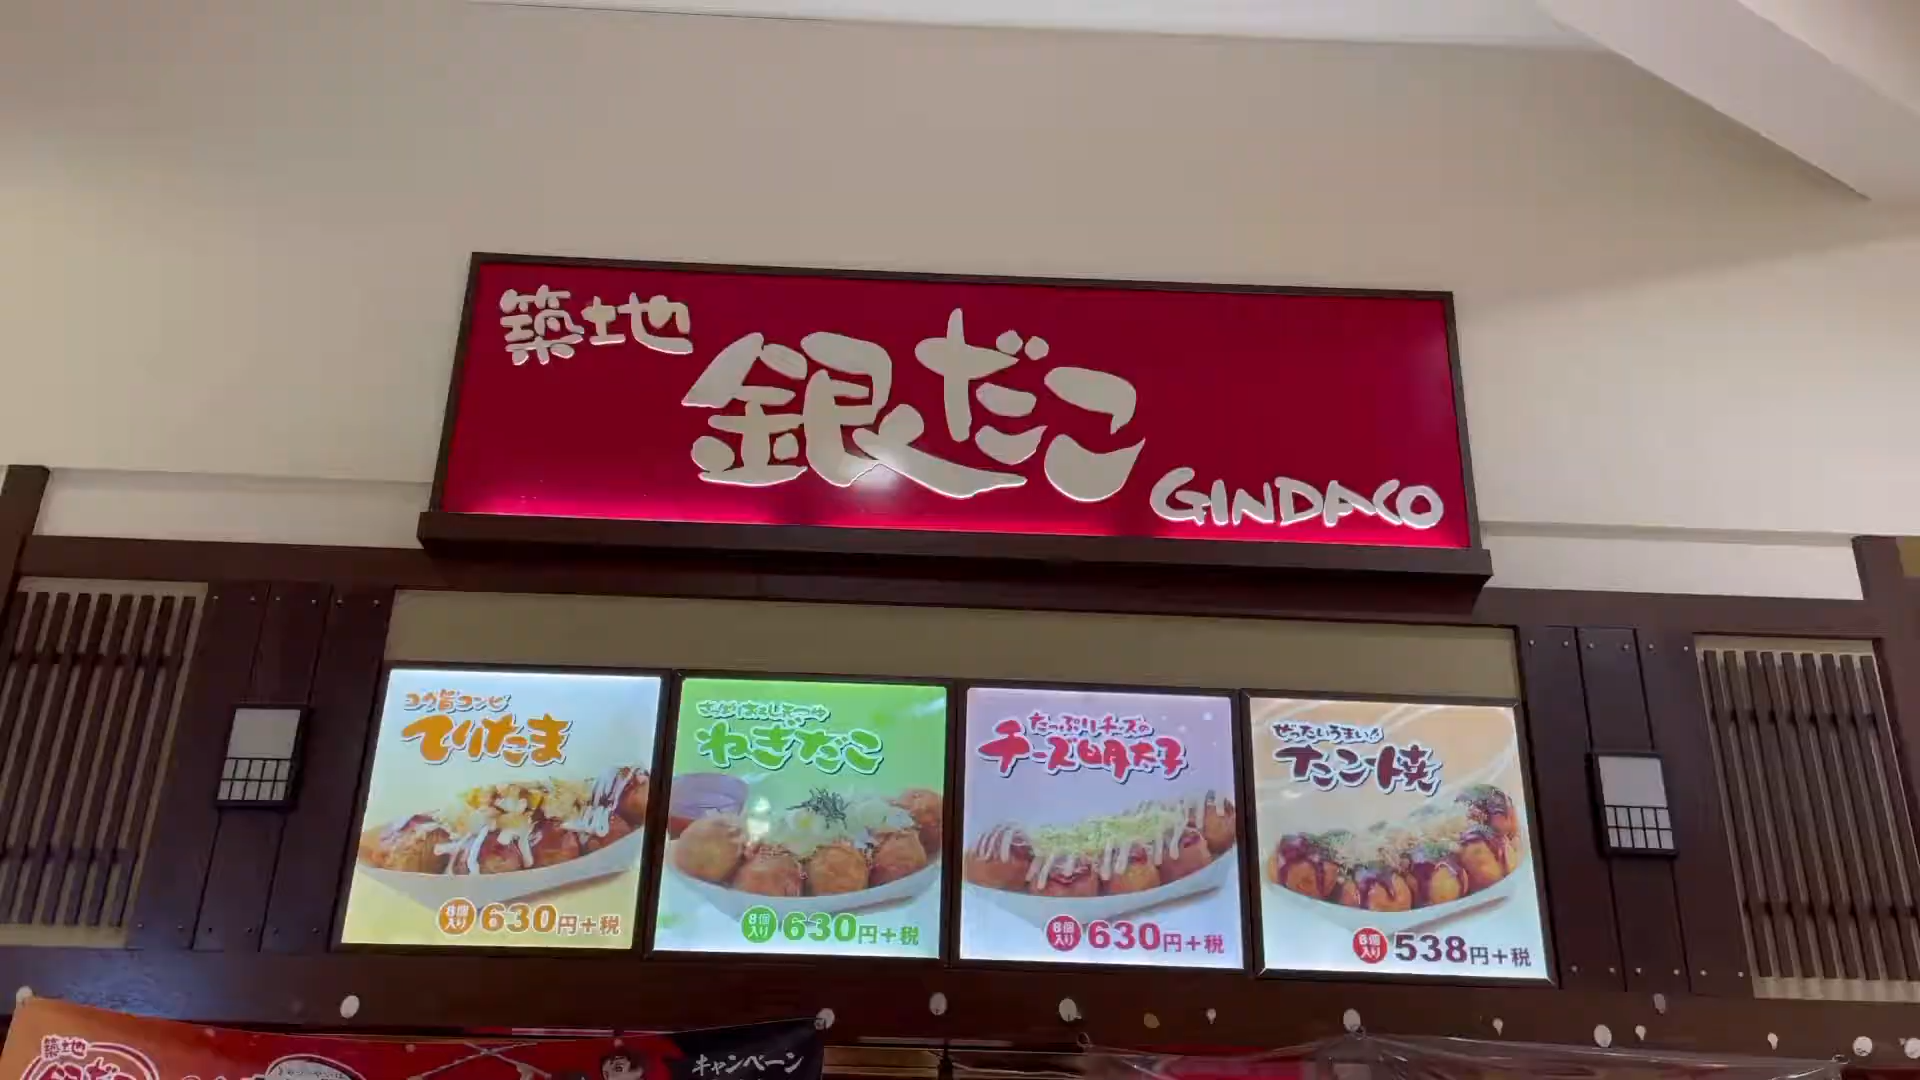 築地
銀だこ
GINDACO
コク旨コンビ
てりたま
8個入り 630円+税
ねぎだこ
8個入り 630円+税
たっぷりチーズの
チーズ明太子
8個入り 630円+税
ぜったいうまい!!
たこ焼
8個入り 538円+税
築地
銀だこ
キャンペーン